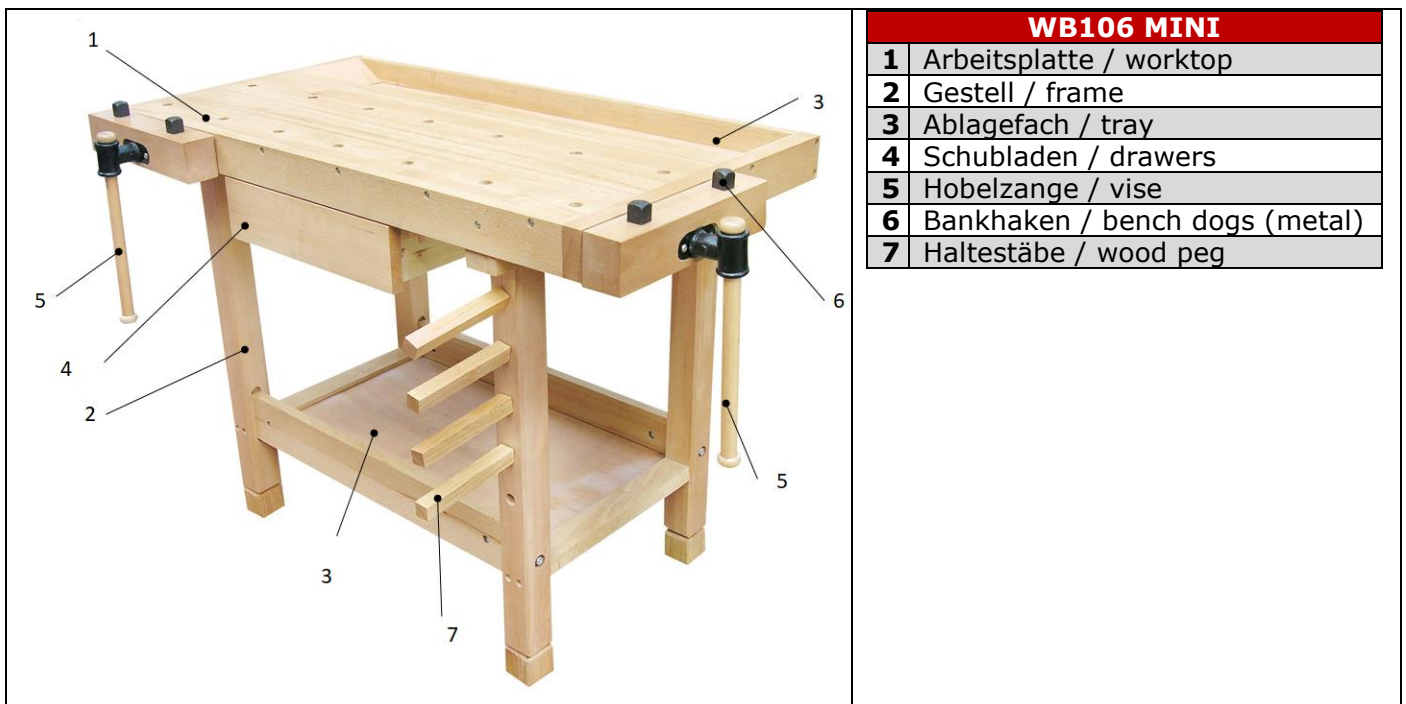 1
3
5
4
2
6
5
3
7
WB106 MINI
1 Arbeitsplatte / worktop
2 Gestell / frame
3 Ablagefach / tray
4 Schubladen / drawers
5 Hobelzange / vise
6 Bankhaken / bench dogs (metal)
7 Haltestäbe / wood peg